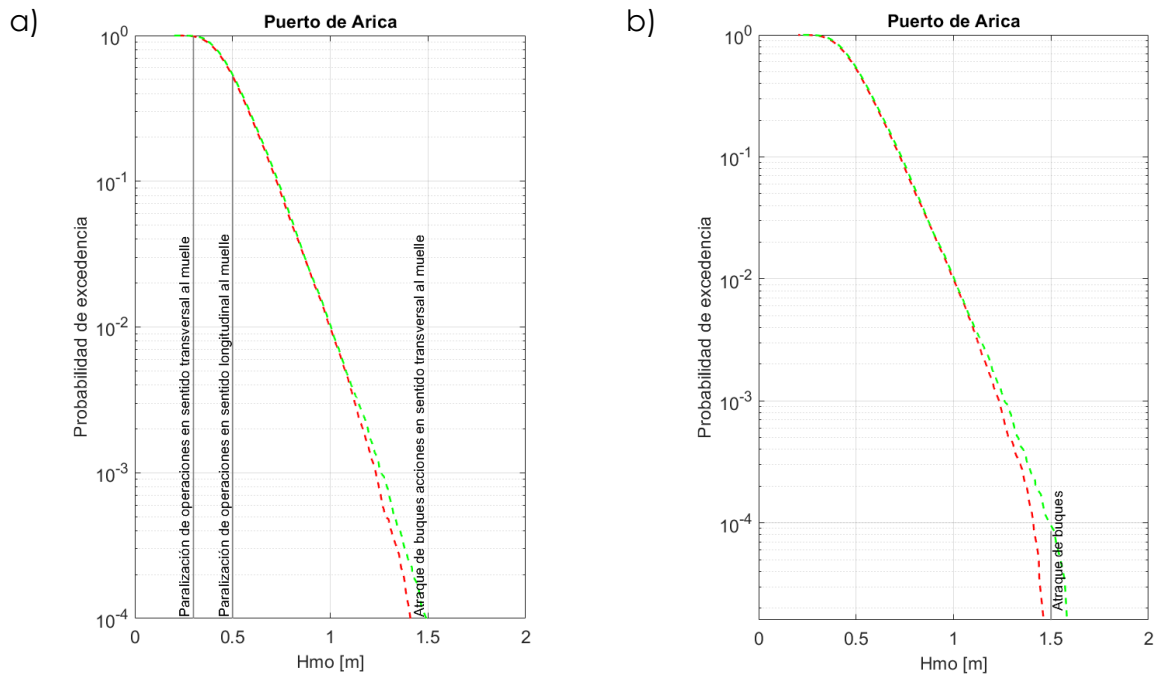 a)
Puerto de Arica
10^0
10^-1
10^-2
10^-3
10^-4
Probabilidad de excedencia
Paralización de operaciones en sentido transversal al muelle
Paralización de operaciones en sentido longitudinal al muelle
Atraque de buques acciones en sentido transversal al muelle
0 0.5 1 1.5 2
Hmo [m]
b)
Puerto de Arica
10^0
10^-1
10^-2
10^-3
10^-4
Probabilidad de excedencia
Atraque de buques
0 0.5 1 1.5 2
Hmo [m]